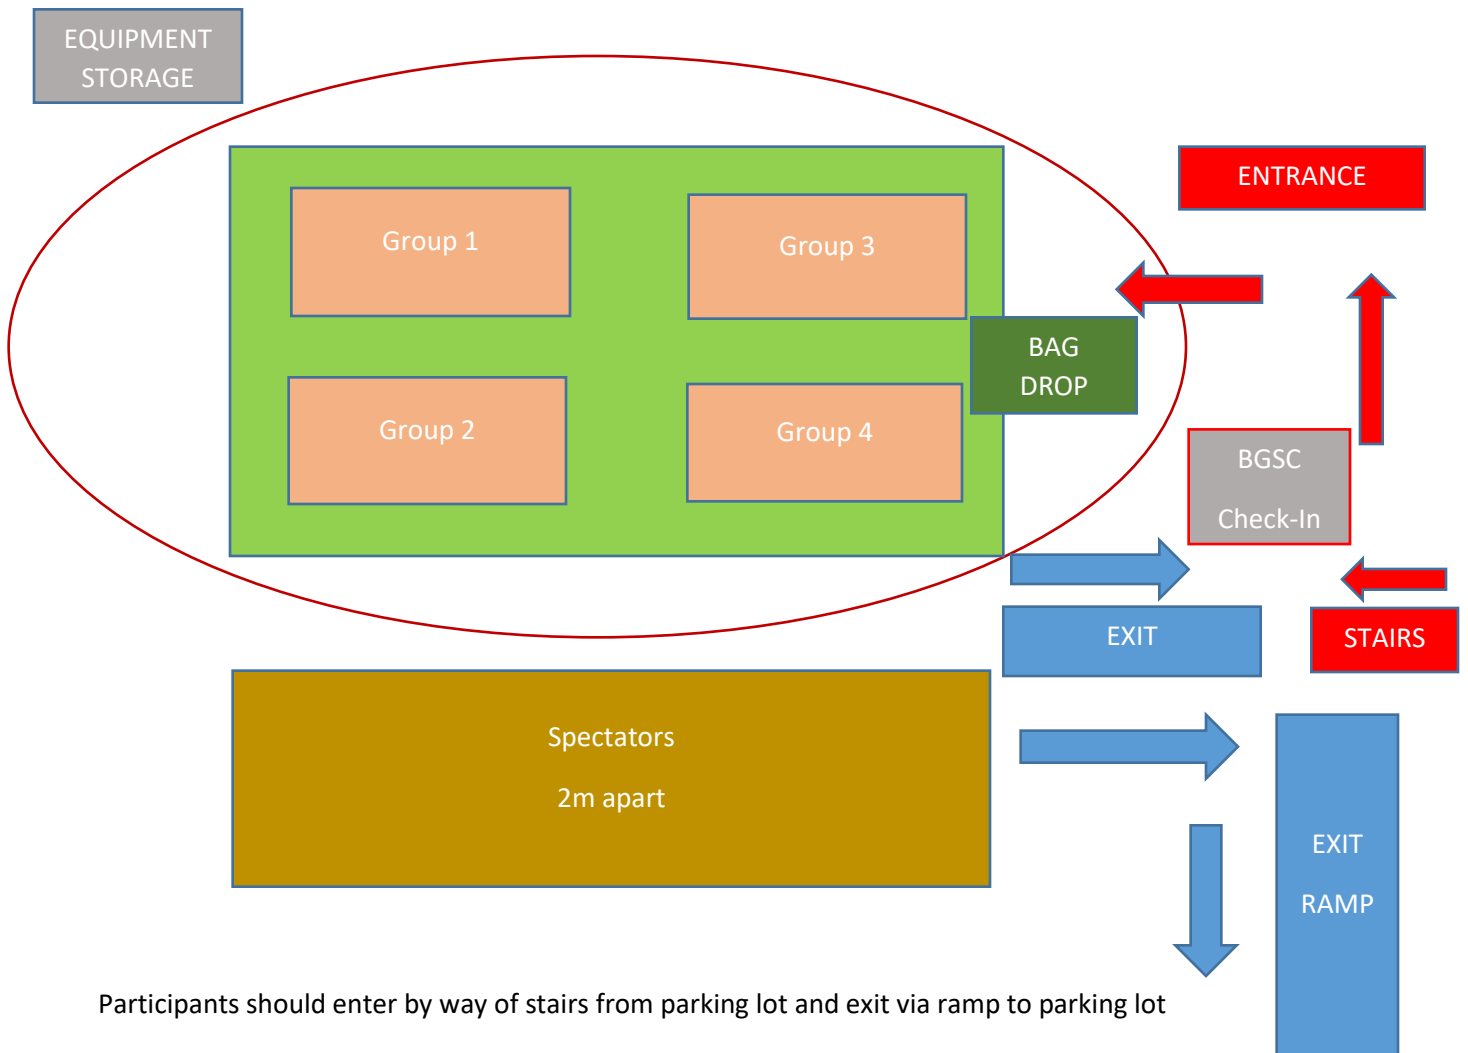 EQUIPMENT
STORAGE
ENTRANCE
Group 1
Group 3
BAG
DROP
Group 2
Group 4
BGSC
Check-In
EXIT
STAIRS
Spectators
2m apart
EXIT
RAMP
Participants should enter by way of stairs from parking lot and exit via ramp to parking lot